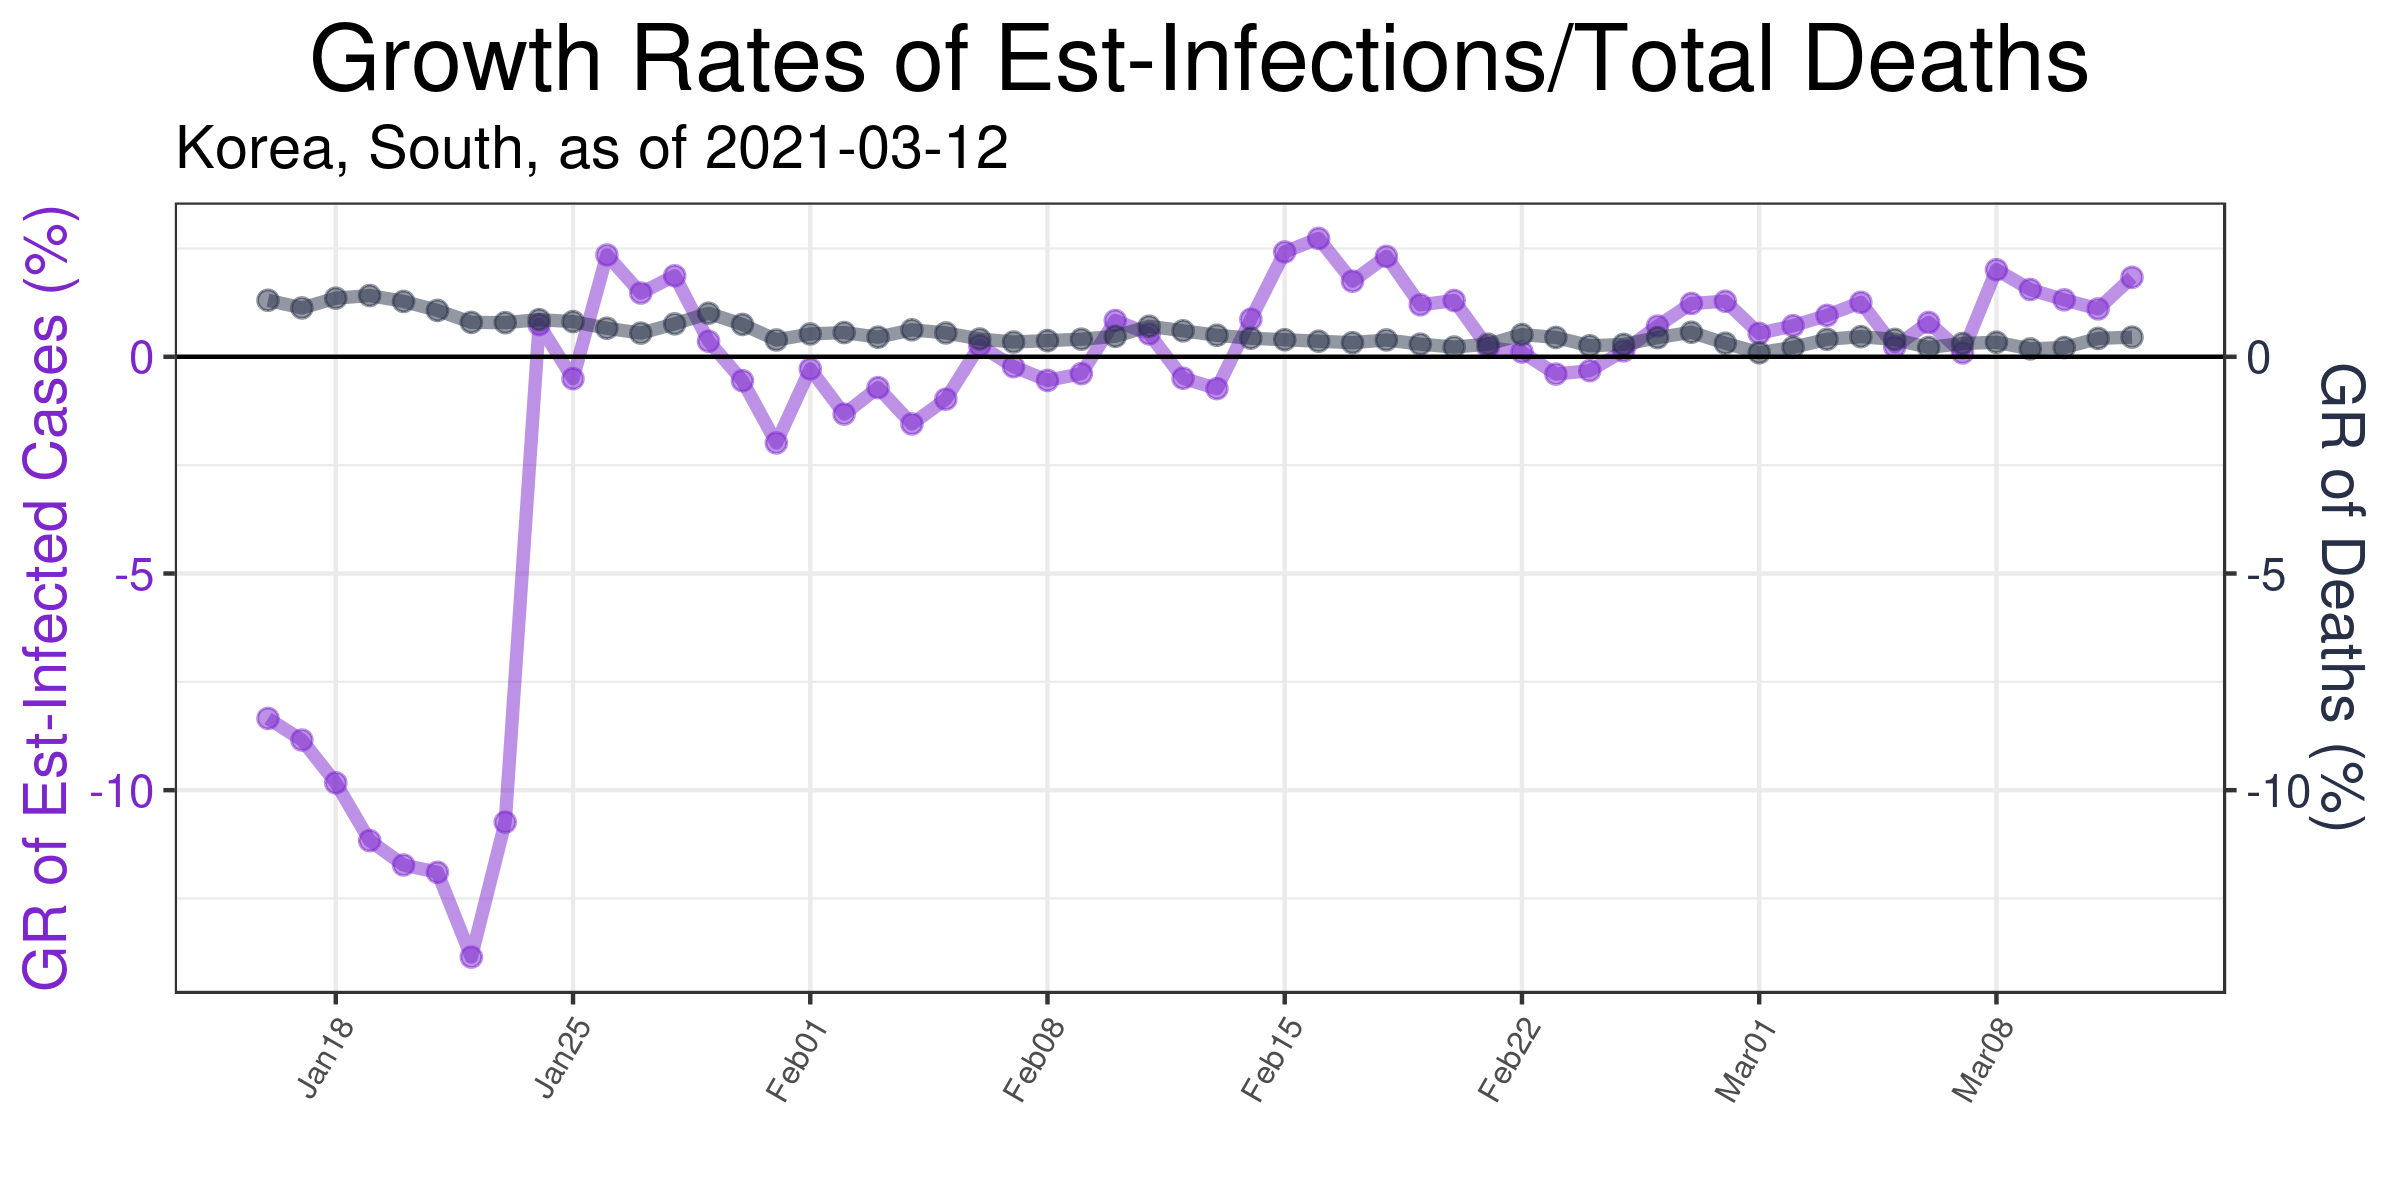 Growth Rates of Est-Infections/Total Deaths
Korea, South, as of 2021-03-12
GR of Est-Infected Cases (%)
0
-5
-10
0
-5
-10
GR of Deaths (%)
Jan18
Jan25
Feb01
Feb08
Feb15
Feb22
Mar01
Mar08